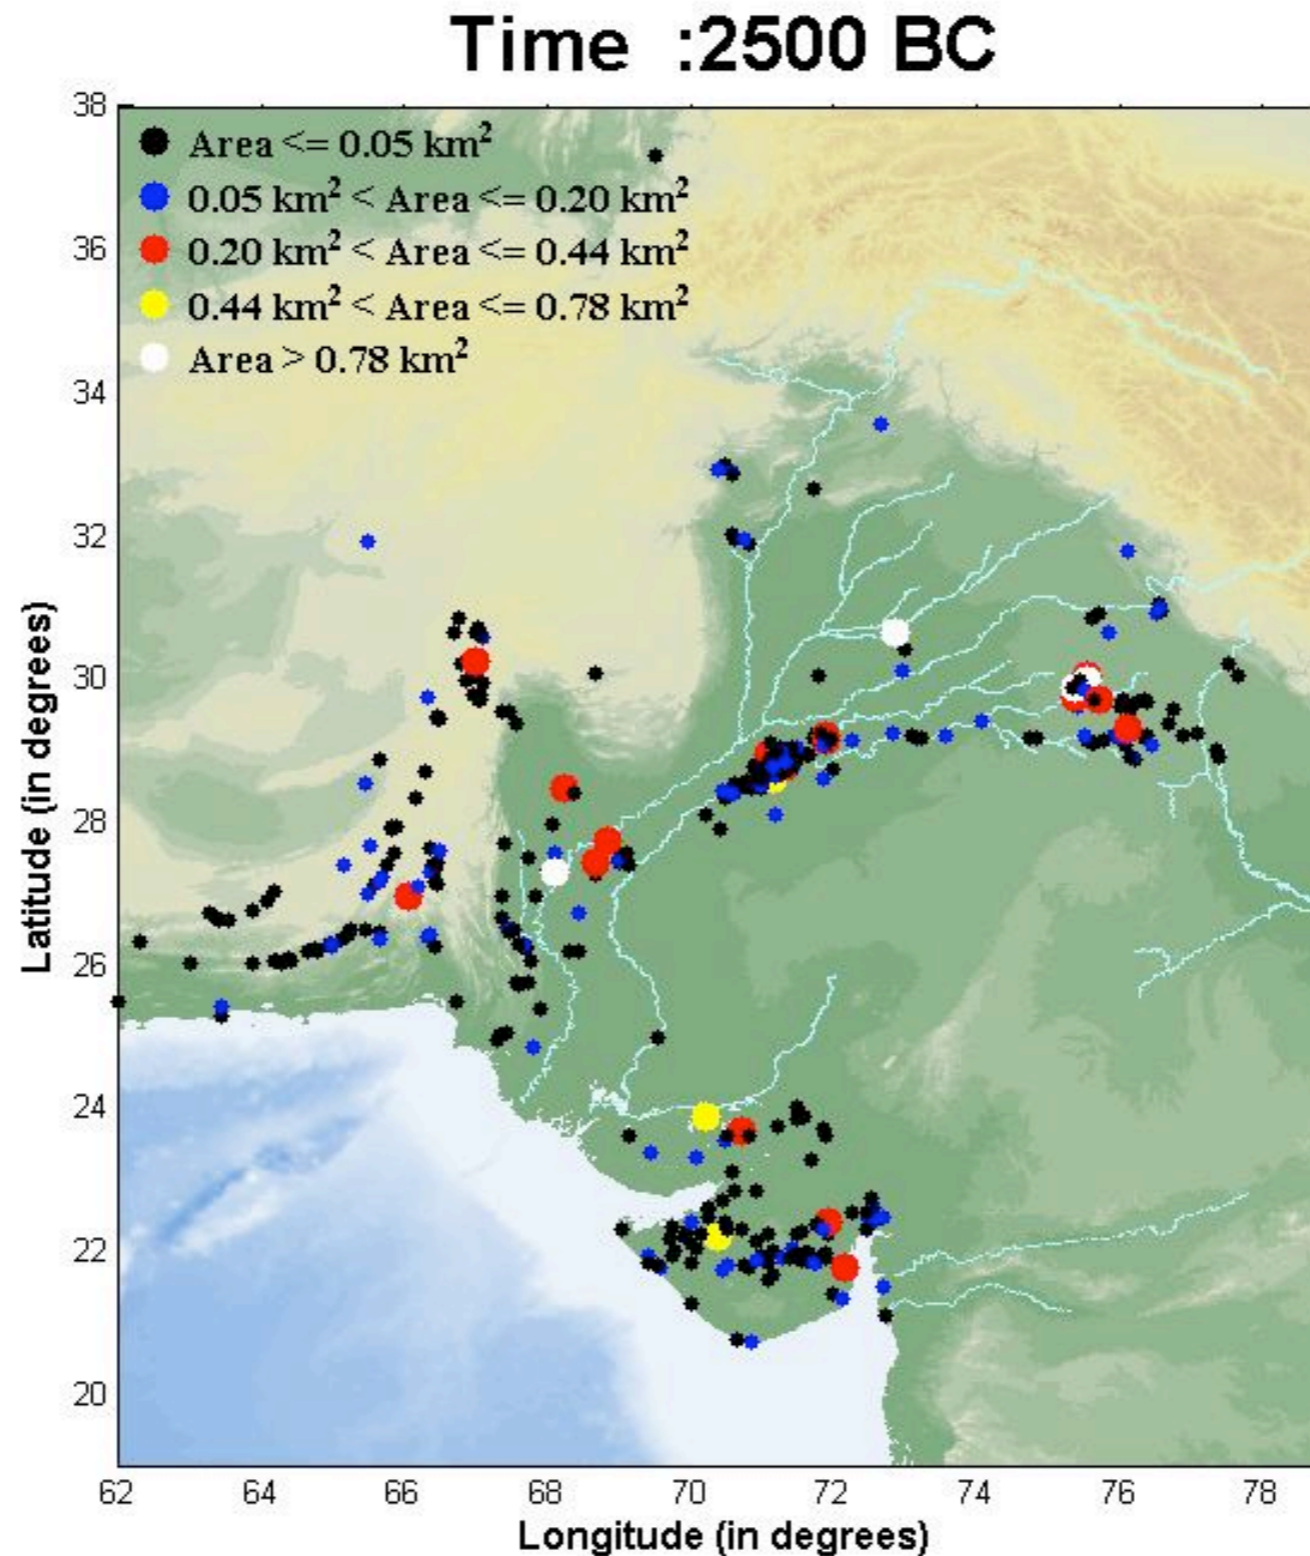 Time :2500 BC
Area <= 0.05 km²
0.05 km² < Area <= 0.20 km²
0.20 km² < Area <= 0.44 km²
0.44 km² < Area <= 0.78 km²
Area > 0.78 km²
38
36
34
32
30
28
26
24
22
20
Latitude (in degrees)
62 64 66 68 70 72 74 76 78
Longitude (in degrees)